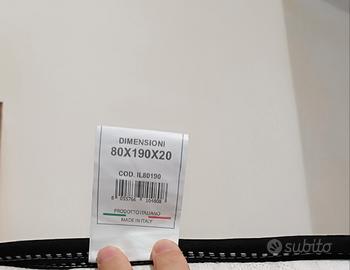 DIMENSIONI
80X190X20
COD. IL80190
PRODOTTO ITALIANO
MADE IN ITALY
subito